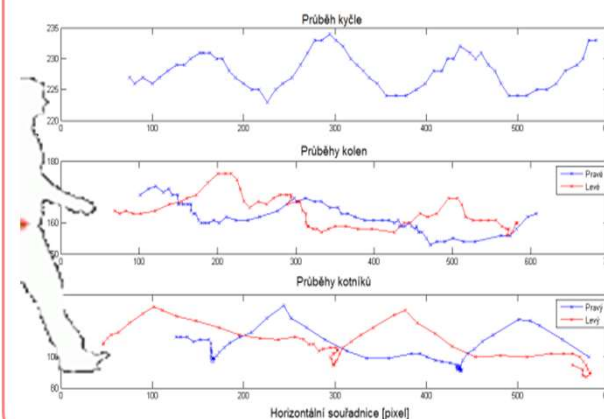 Průběh kyčle
235
230
225
220
0 100 200 300 400 500
Průběhy kolen
180
160
0 100 200 300 400 500
Pravé
Levé
Průběhy kotníků
100
80
0 100 200 300 400 500
Pravý
Levý
Horizontální souřadnice [pixel]